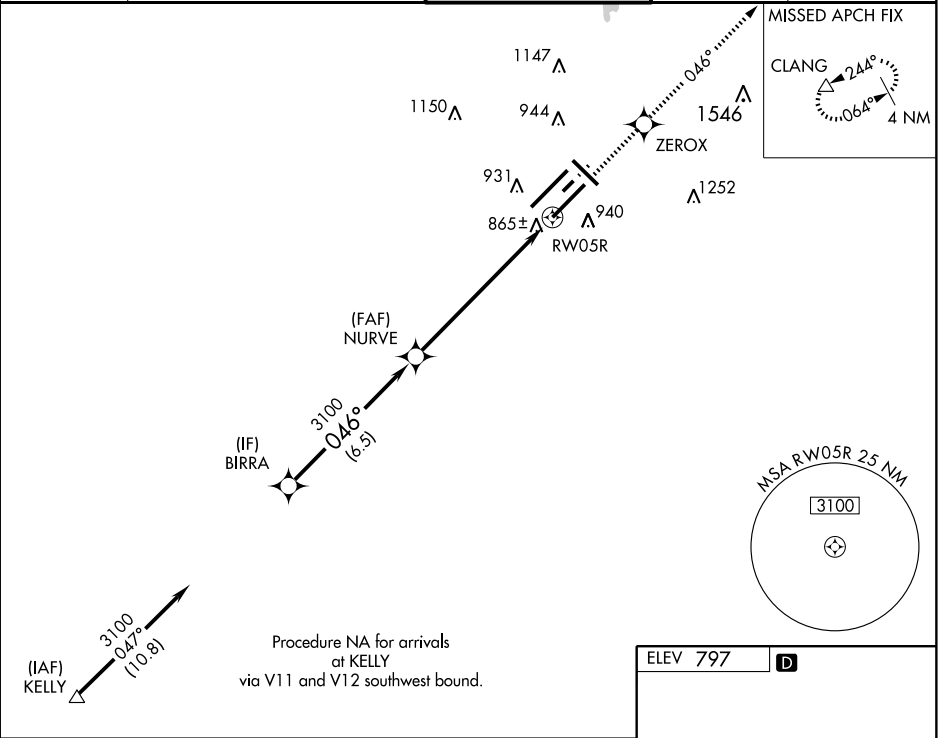 MISSED APCH FIX
CLANG
244°
064°
4 NM
1147
1150
944
046°
1546
ZEROX
931
1252
865±
940
RW05R
(FAF)
NURVE
3100
046°
(6.5)
(IF)
BIRRA
MSA RW05R 25 NM
3100
3100
047°
(10.8)
(IAF)
KELLY
Procedure NA for arrivals
at KELLY
via V11 and V12 southwest bound.
ELEV 797
D